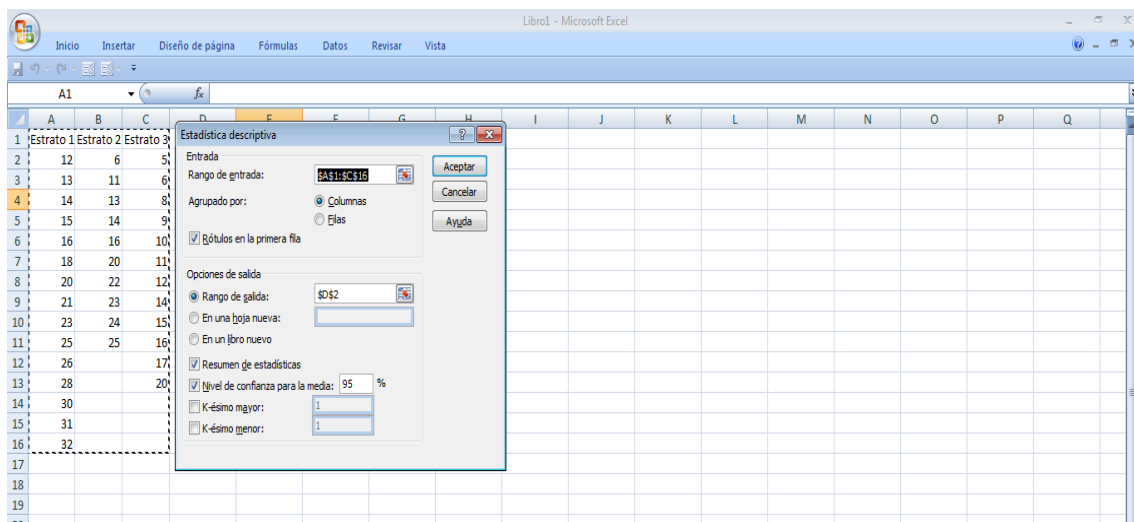 Libro1 - Microsoft Excel
Inicio Insertar Diseño de página Fórmulas Datos Revisar Vista
A1 fx
A B C D E F G H I J K L M N O P Q
1 Estrato 1 Estrato 2 Estrato 3
2 12 6 5
3 13 11 6
4 14 13 8
5 15 14 9
6 16 16 10
7 18 20 11
8 20 22 12
9 21 23 14
10 23 24 15
11 25 25 16
12 26 17
13 28 20
14 30
15 31
16 32
17
18
19
Estadística descriptiva
Entrada
Rango de entrada: $A$1:$C$16
Agrupado por: Columnas
Filas
Rótulos en la primera fila
Opciones de salida
Rango de salida: $D$2
En una hoja nueva:
En un libro nuevo
Resumen de estadísticas
Nivel de confianza para la media: 95 %
K-ésimo mayor: 1
K-ésimo menor: 1
Aceptar
Cancelar
Ayuda